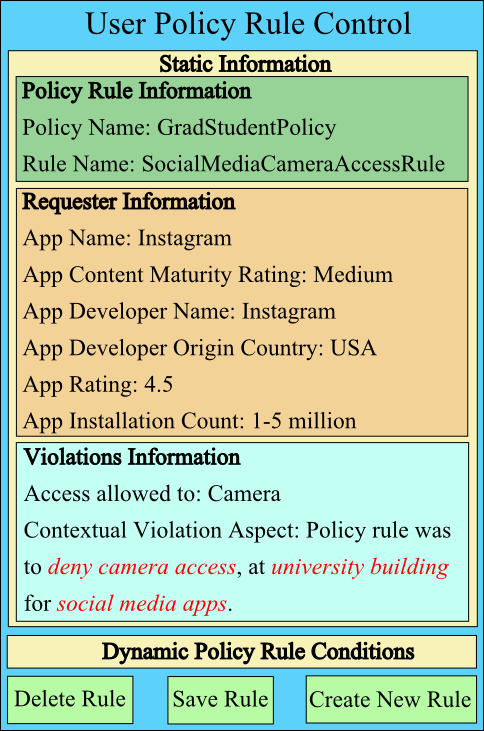 User Policy Rule Control
Static Information
Policy Rule Information
Policy Name: GradStudentPolicy
Rule Name: SocialMediaCameraAccessRule
Requester Information
App Name: Instagram
App Content Maturity Rating: Medium
App Developer Name: Instagram
App Developer Origin Country: USA
App Rating: 4.5
App Installation Count: 1-5 million
Violations Information
Access allowed to: Camera
Contextual Violation Aspect: Policy rule was
to deny camera access, at university building
for social media apps.
Dynamic Policy Rule Conditions
Delete Rule
Save Rule
Create New Rule